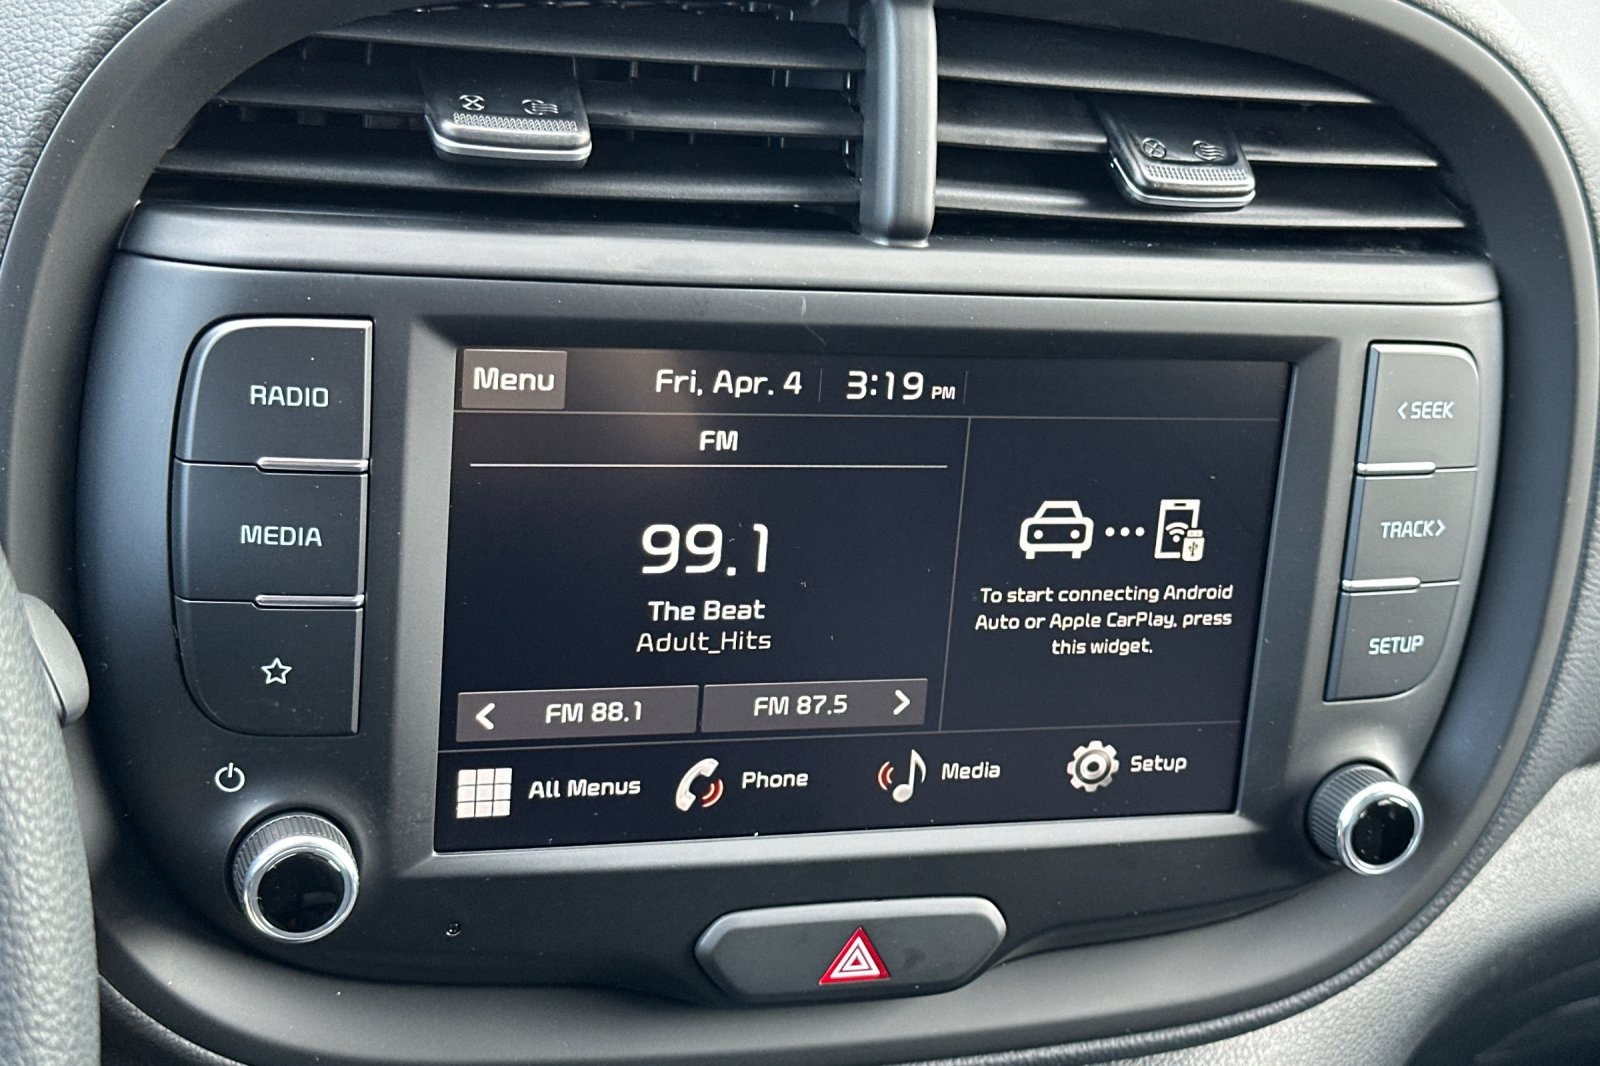 RADIO
MEDIA
Menu
Fri, Apr. 4
3:19 PM
FM
99.1
The Beat
Adult_Hits
< FM 88.1
FM 87.5 >
To start connecting Android
Auto or Apple CarPlay, press
this widget.
All Menus
Phone
Media
Setup
<SEEK
TRACK>
SETUP